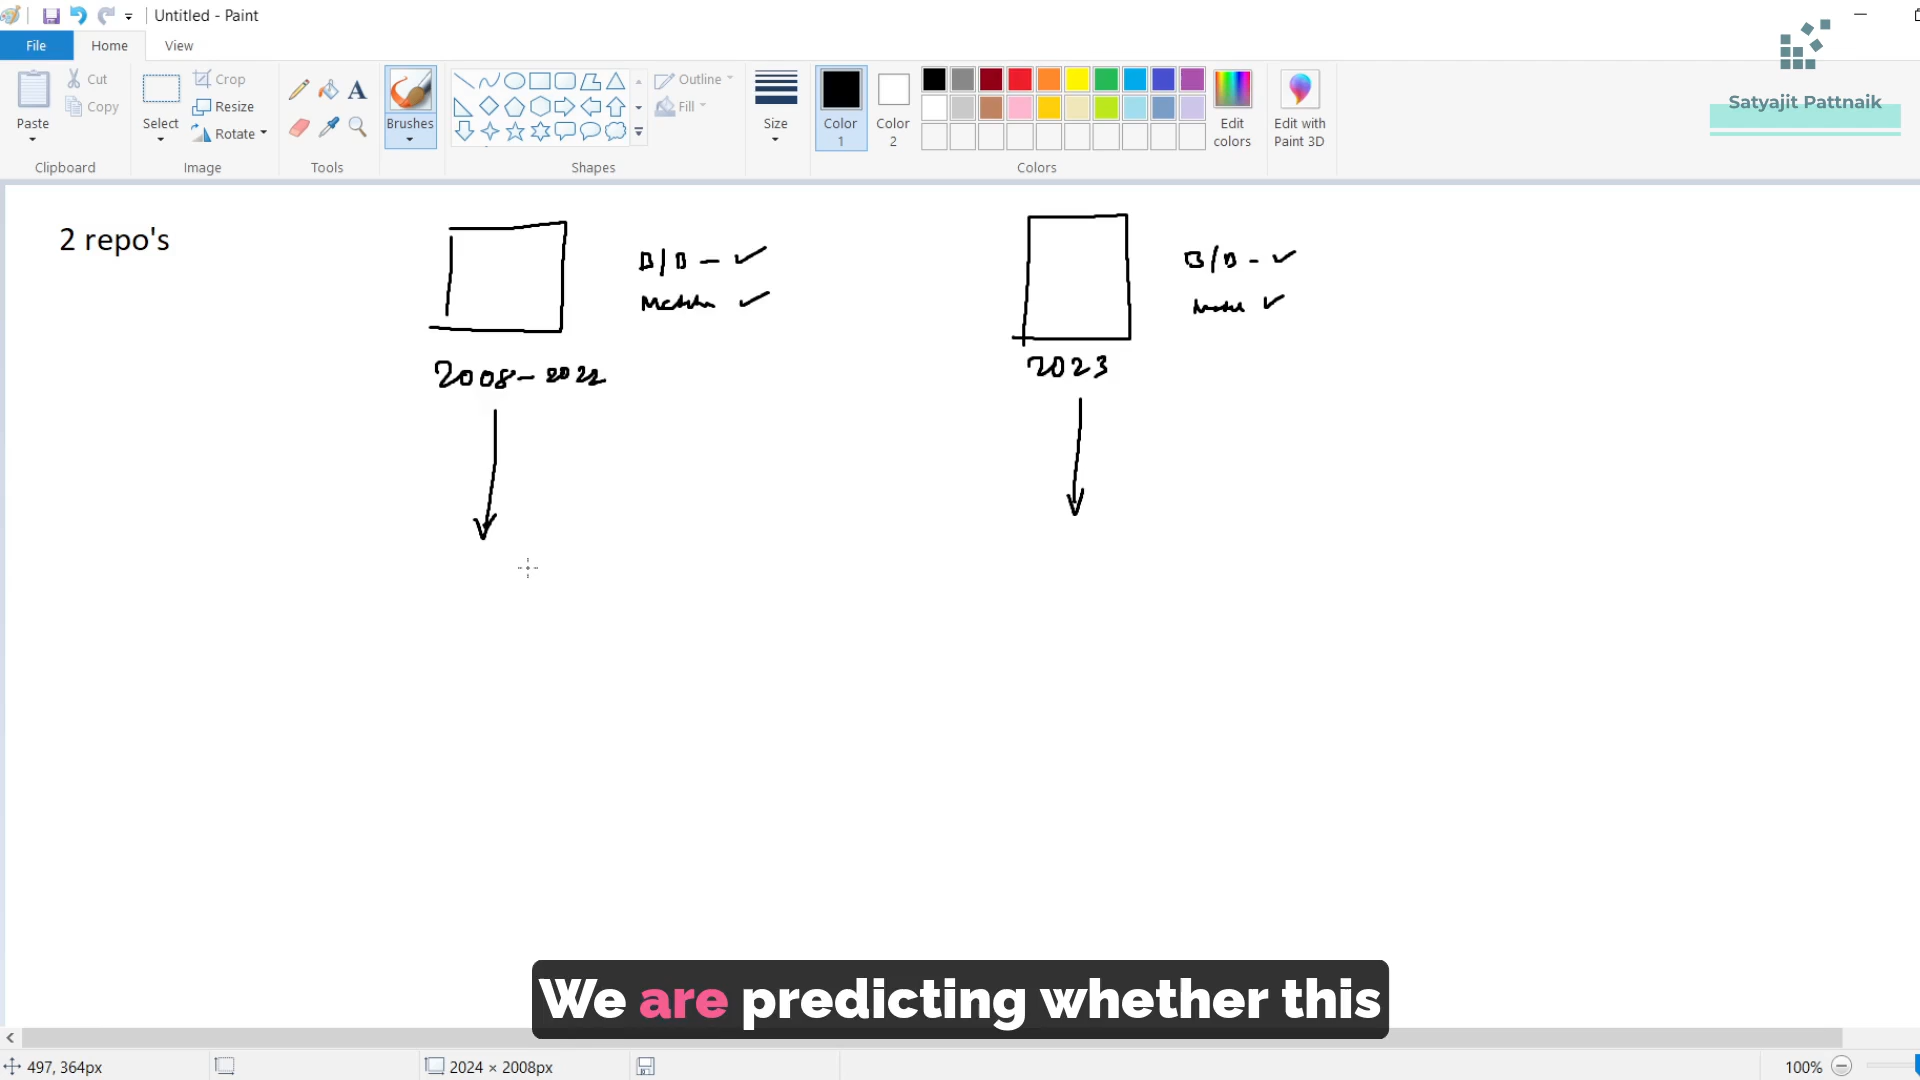 Untitled - Paint
File
Home
View
Paste
Cut
Copy
Clipboard
Select
Crop
Resize
Rotate
Image
Tools
Brushes
Shapes
Outline
Fill
Size
Color 1
Color 2
Edit colors
Colors
Edit with Paint 3D
Satyajit Pattnaik
2 repo's
B/B - ✓
✓
2008-2022
B/B - ✓
✓
2023
We are predicting whether this
497, 364px
2024 × 2008px
100%